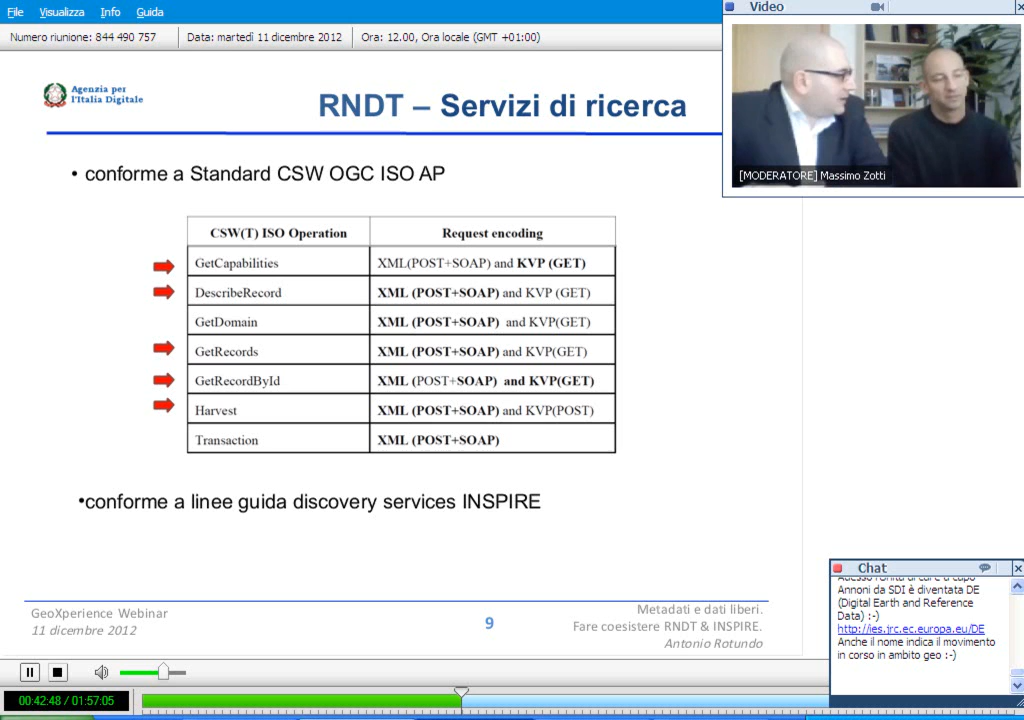 File Visualizza Info Guida
Numero riunione: 844 490 757
Data: martedì 11 dicembre 2012
Ora: 12.00, Ora locale (GMT +01:00)
Video
[MODERATORE] Massimo Zotti
Agenzia per
l'Italia Digitale
RNDT – Servizi di ricerca
• conforme a Standard CSW OGC ISO AP
CSW(T) ISO Operation Request encoding
GetCapabilities XML(POST+SOAP) and KVP (GET)
DescribeRecord XML (POST+SOAP) and KVP (GET)
GetDomain XML (POST+SOAP) and KVP(GET)
GetRecords XML (POST+SOAP) and KVP(GET)
GetRecordById XML (POST+SOAP) and KVP(GET)
Harvest XML (POST+SOAP) and KVP(POST)
Transaction XML (POST+SOAP)
•conforme a linee guida discovery services INSPIRE
GeoXperience Webinar
11 dicembre 2012
9
Metadati e dati liberi.
Fare coesistere RNDT & INSPIRE.
Antonio Rotundo
Chat
Annoni da SDI è diventata DE
(Digital Earth and Reference
Data) :-)
http://ies.jrc.ec.europa.eu/DE
Anche il nome indica il movimento
in corso in ambito geo :-)
00:42:48 / 01:57:05